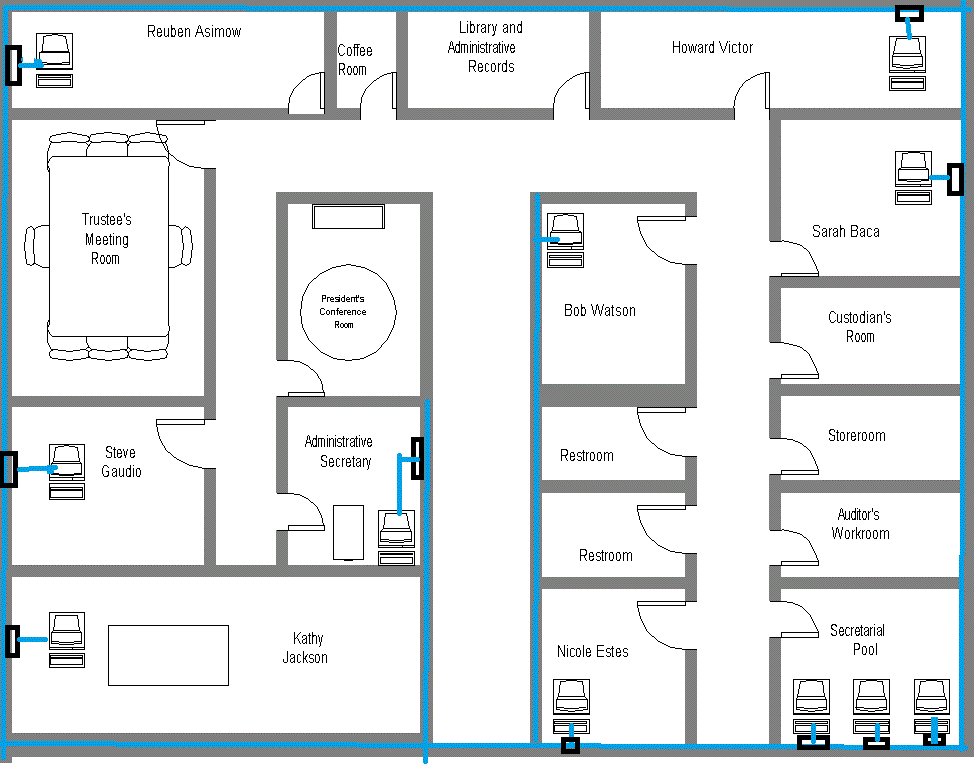 Reuben Asimow
Coffee
Room
Library and
Administrative
Records
Howard Victor
Trustee's
Meeting
Room
President's
Conference
Room
Bob Watson
Sarah Baca
Custodian's
Room
Steve
Gaudio
Administrative
Secretary
Restroom
Storeroom
Restroom
Auditor's
Workroom
Kathy
Jackson
Nicole Estes
Secretarial
Pool